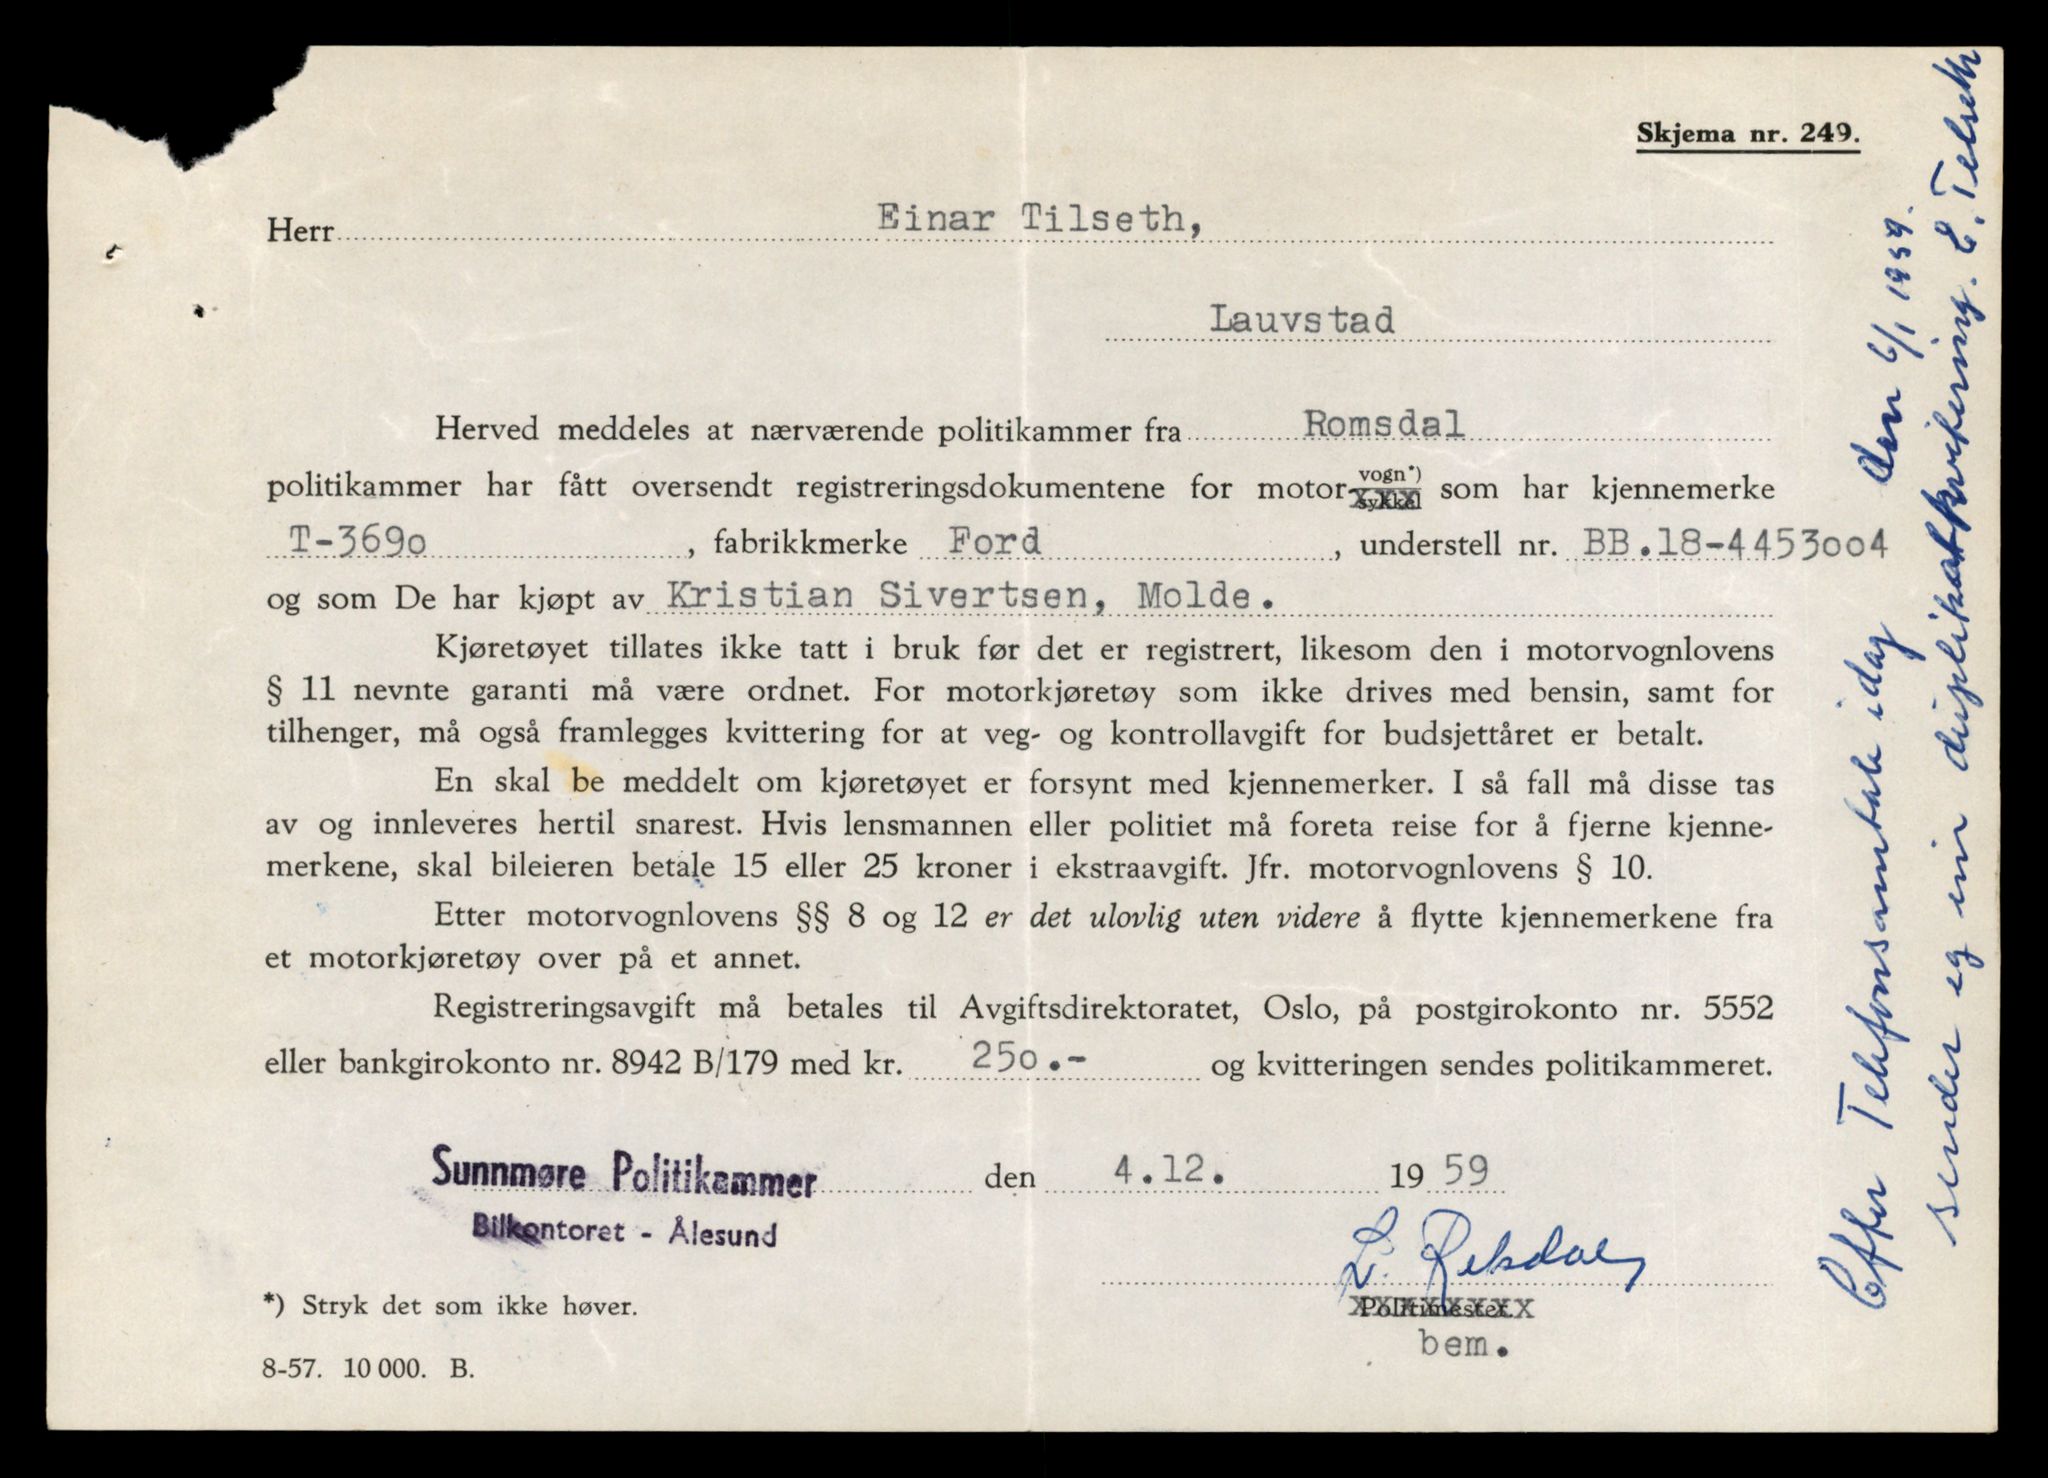 Skjema nr. 249.
Herr Einar Tilseth,
Lauvstad
Herved meddeles at nærværende politikammer fra Romsdal
politikammer har fått oversendt registreringsdokumentene for motor- vogn*) sykkel som har kjennemerke
T-3690, fabrikkmerke Ford, understell nr. BB.18-4453004
og som De har kjøpt av Kristian Sivertsen, Molde.
Kjøretøyet tillates ikke tatt i bruk før det er registrert, likesom den i motorvognlovens
§ 11 nevnte garanti må være ordnet. For motorkjøretøy som ikke drives med bensin, samt for
tilhenger, må også framlegges kvittering for at veg- og kontrollavgift for budsjettåret er betalt.
En skal be meddelt om kjøretøyet er forsynt med kjennemerker. I så fall må disse tas
av og innleveres hertil snarest. Hvis lensmannen eller politiet må foreta reise for å fjerne kjenne-
merkene, skal bileieren betale 15 eller 25 kroner i ekstraavgift. Jfr. motorvognlovens § 10.
Etter motorvognlovens §§ 8 og 12 er det ulovlig uten videre å flytte kjennemerkene fra
et motorkjøretøy over på et annet.
Registreringsavgift må betales til Avgiftsdirektoratet, Oslo, på postgirokonto nr. 5552
eller bankgirokonto nr. 8942 B/179 med kr. 250.- og kvitteringen sendes politikammeret.
Sunnmøre Politikammer den 4.12. 1959
Bilkontoret - Ålesund
L. 
Politimester.
bem.
*) Stryk det som ikke høver.
8-57. 10 000. B.
Efter Telefonsamtale idag den 6/1 1959.
sender eg ein duplikatkvitering. E. Tilseth